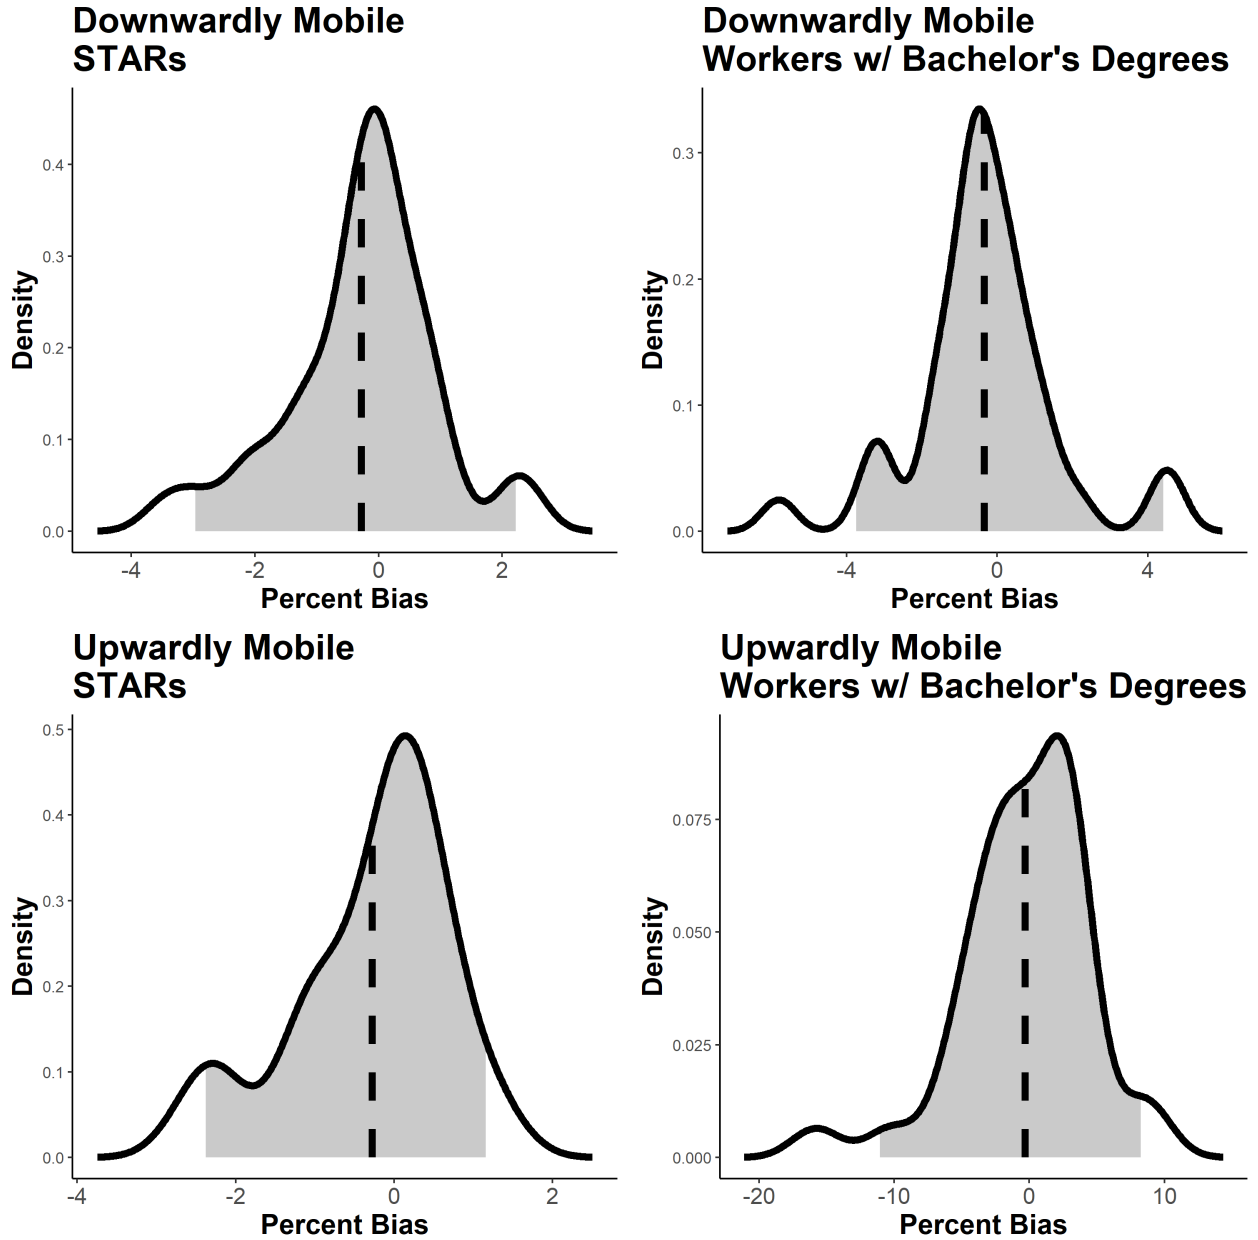 Downwardly Mobile
STARs
Density
0.4
0.3
0.2
0.1
0.0
-4
-2
0
2
Percent Bias
Downwardly Mobile
Workers w/ Bachelor's Degrees
Density
0.3
0.2
0.1
0.0
-4
0
4
Percent Bias
Upwardly Mobile
STARs
Density
0.5
0.4
0.3
0.2
0.1
0.0
-4
-2
0
2
Percent Bias
Upwardly Mobile
Workers w/ Bachelor's Degrees
Density
0.075
0.050
0.025
0.000
-20
-10
0
10
Percent Bias